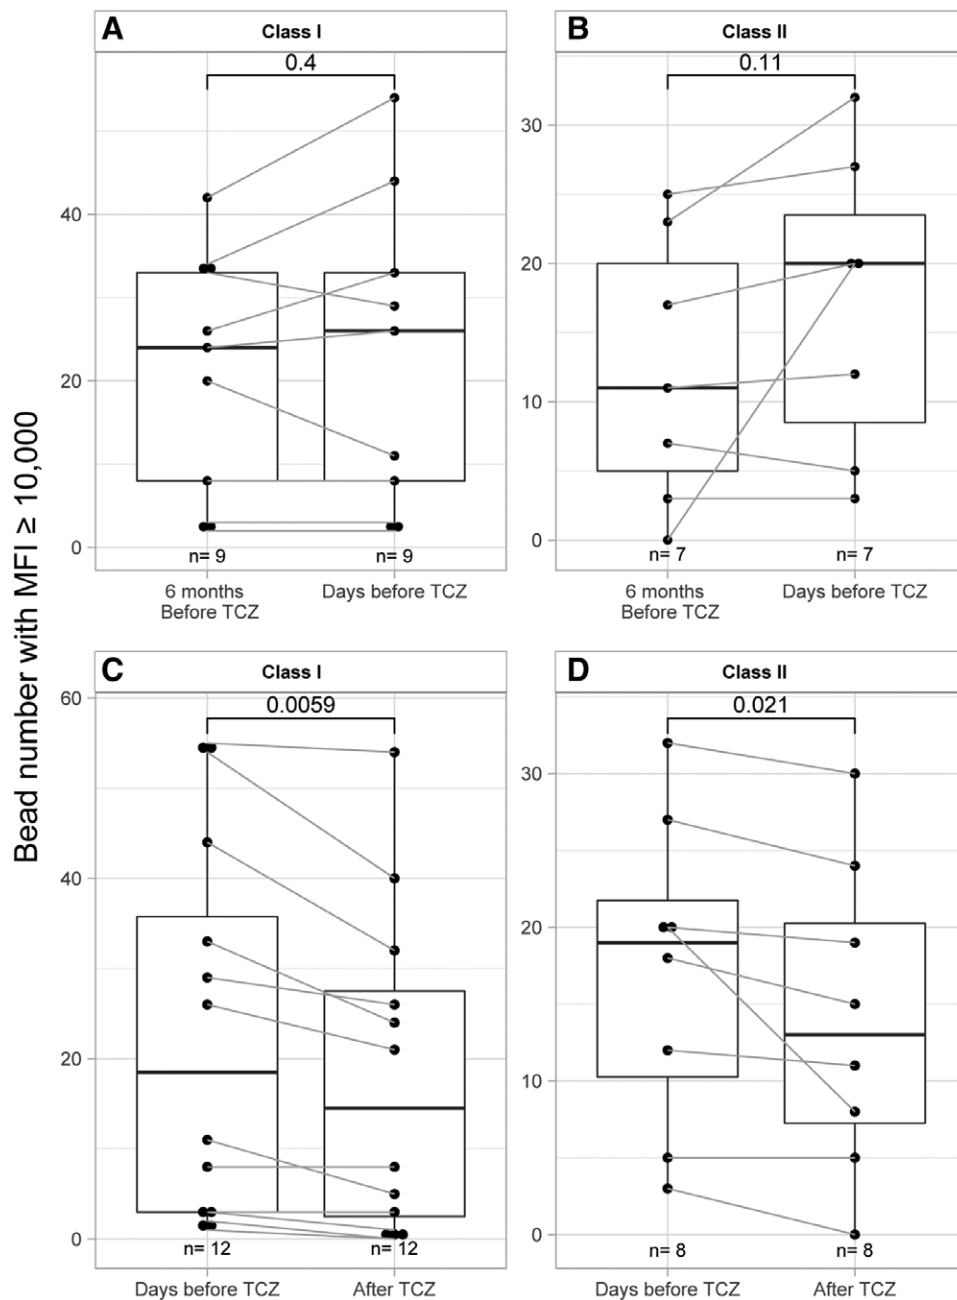 Bead number with MFI ≥ 10,000
A
Class I
0.4
40
20
0
n= 9
n= 9
6 months
Before TCZ
Days before TCZ
B
Class II
0.11
30
20
10
0
n= 7
n= 7
6 months
Before TCZ
Days before TCZ
C
Class I
0.0059
60
40
20
0
n= 12
n= 12
Days before TCZ
After TCZ
D
Class II
0.021
30
20
10
0
n= 8
n= 8
Days before TCZ
After TCZ